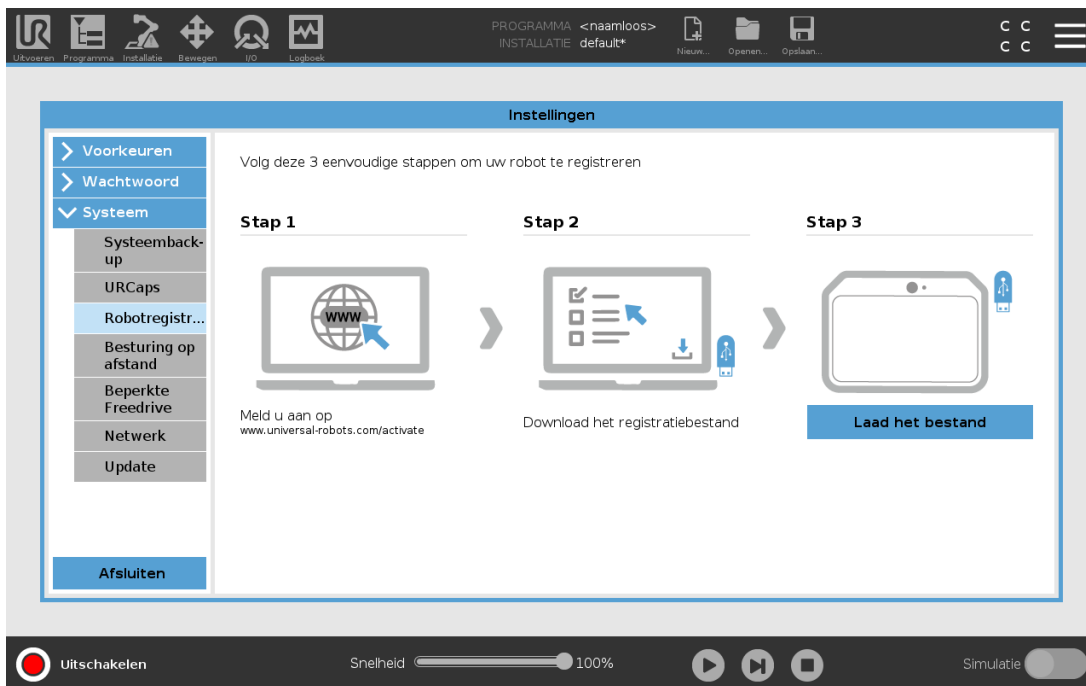 PROGRAMMA <naamloos>
INSTALLATIE default*
C C
C C
Uitvoeren Programma Installatie Bewegen I/O Logboek Nieuw... Openen... Opslaan...
Instellingen
Voorkeuren
Wachtwoord
Systeem
Systeemback-
up
URCaps
Robotregistr...
Besturing op
afstand
Beperkte
Freedrive
Netwerk
Update
Afsluiten
Volg deze 3 eenvoudige stappen om uw robot te registreren
Stap 1
WWW
Meld u aan op
www.universal-robots.com/activate
Stap 2
Download het registratiebestand
Stap 3
Laad het bestand
Uitschakelen
Snelheid 100%
Simulatie